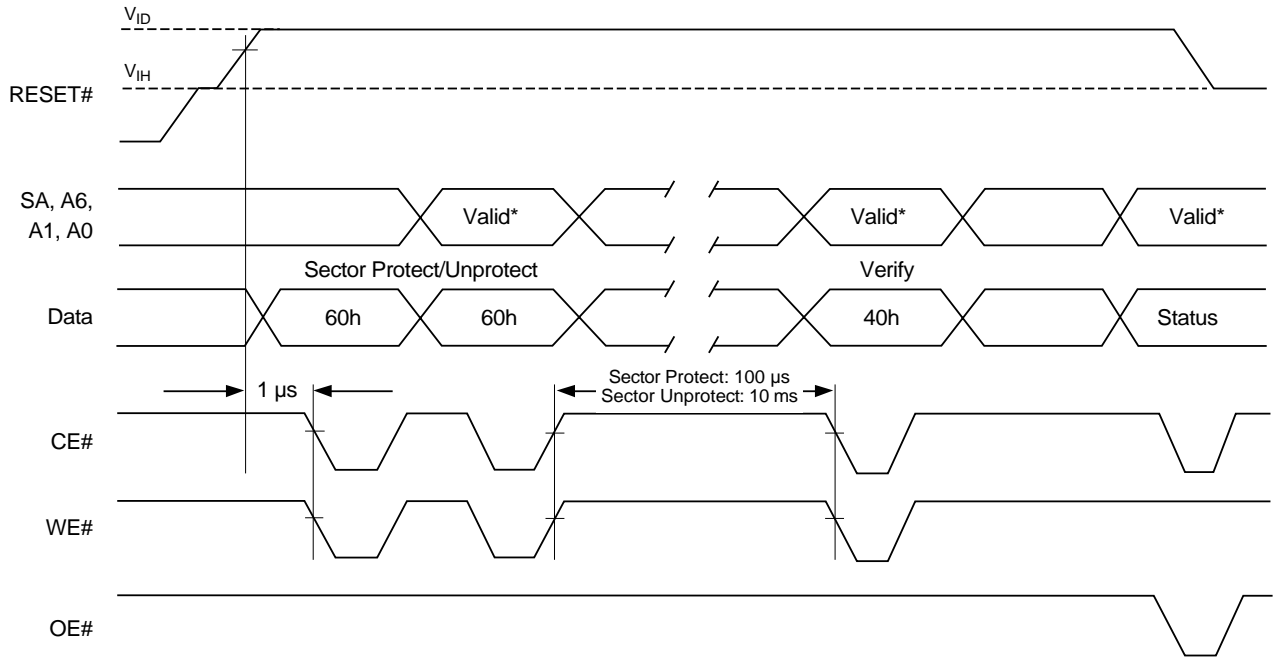 VID
VIH
RESET#
SA, A6,
A1, A0
Valid*
Valid*
Valid*
Sector Protect/Unprotect
Verify
Data
60h
60h
40h
Status
1 µs
Sector Protect: 100 µs
Sector Unprotect: 10 ms
CE#
WE#
OE#